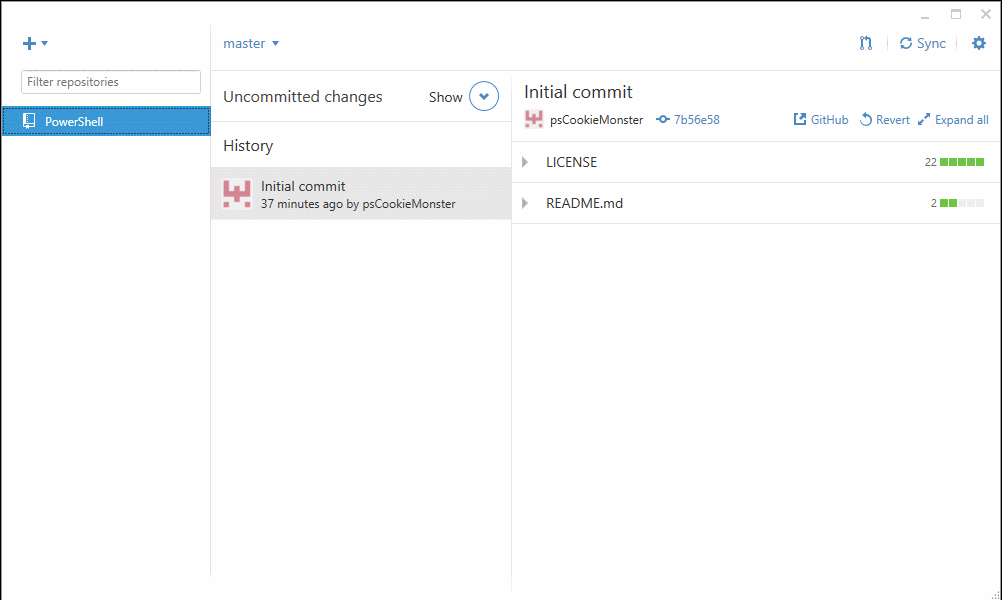 master
Sync
Filter repositories
PowerShell
Uncommitted changes
Show
History
Initial commit
37 minutes ago by psCookieMonster
Initial commit
psCookieMonster 7b56e58 GitHub Revert Expand all
LICENSE 22
README.md 2